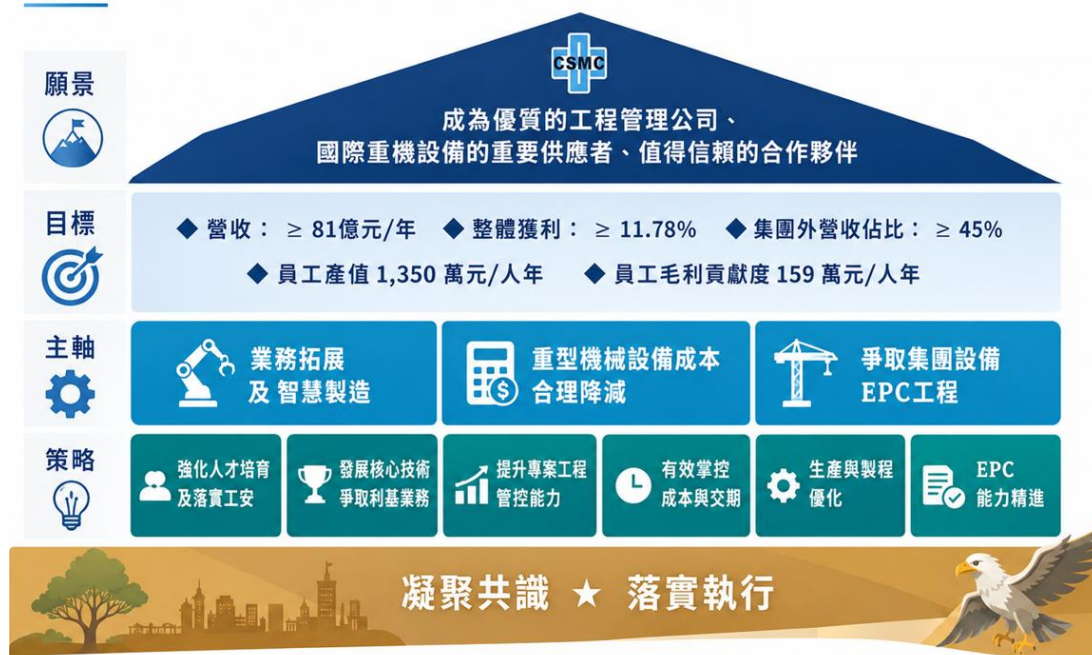 CSMC
願景
成為優質的工程管理公司、
國際重機設備的重要供應者、值得信賴的合作夥伴
目標
◆ 營收： ≥ 81億元/年 ◆ 整體獲利： ≥ 11.78% ◆ 集團外營收佔比： ≥ 45%
◆ 員工產值 1,350 萬元/人年 ◆ 員工毛利貢獻度 159 萬元/人年
主軸
業務拓展
及 智慧製造
重型機械設備成本
合理降減
爭取集團設備
EPC工程
策略
強化人才培育
及落實工安
發展核心技術
爭取利基業務
提升專案工程
管控能力
有效掌控
成本與交期
生產與製程
優化
EPC
能力精進
凝聚共識 ★ 落實執行